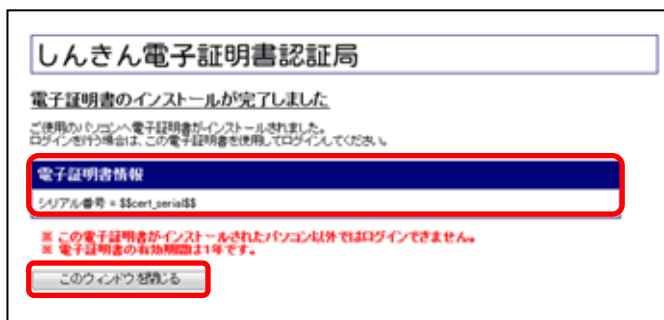 しんきん電子証明書認証局
電子証明書のインストールが完了しました
ご使用のパソコンへ電子証明書がインストールされました。
ログインを行う場合は、この電子証明書を使用してログインしてください。
電子証明書情報
シリアル番号 = $$cert_serial$$
※ この電子証明書がインストールされたパソコン以外ではログインできません。
※ 電子証明書の有効期間は1年です。
このウィンドウを閉じる